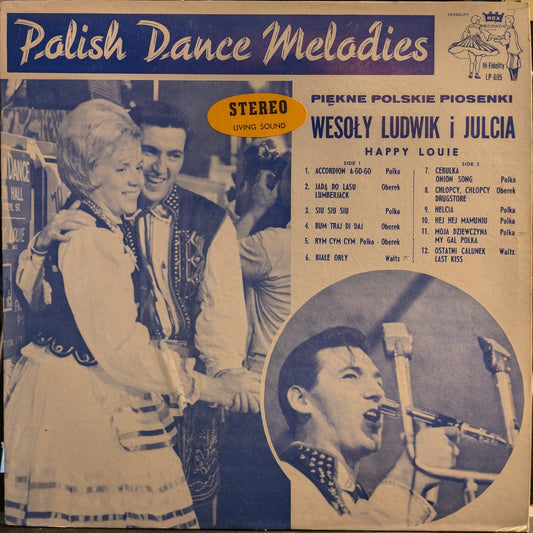 Polish Dance Melodies
REX
RECORDS
Hi-Fidelity
LP 695
STEREO
LIVING SOUND
PIĘKNE POLSKIE PIOSENKI
WESOŁY LUDWIK i JULCIA
HAPPY LOUIE
SIDE 1
1. ACCORDION A-GO-GO Polka
2. JADĄ DO LASU Oberek
LUMBERJACK
3. SIU SIU SIU Polka
4. BUM TRAJ DI DAJ Oberek
5. RYM CYM CYM Polka - Oberek
6. BIAŁE ORŁY Waltz
SIDE 2
7. CEBULKA
ONION SONG Polka
8. CHŁOPCY, CHŁOPCY Oberek
DRUGSTORE
9. HELCIA Polka
10. HEJ HEJ MAMUNIU Polka
11. MOJA DZIEWCZYNA Polka
MY GAL POLKA
12. OSTATNI CAŁUNEK Waltz
LAST KISS
DANCE
HALL